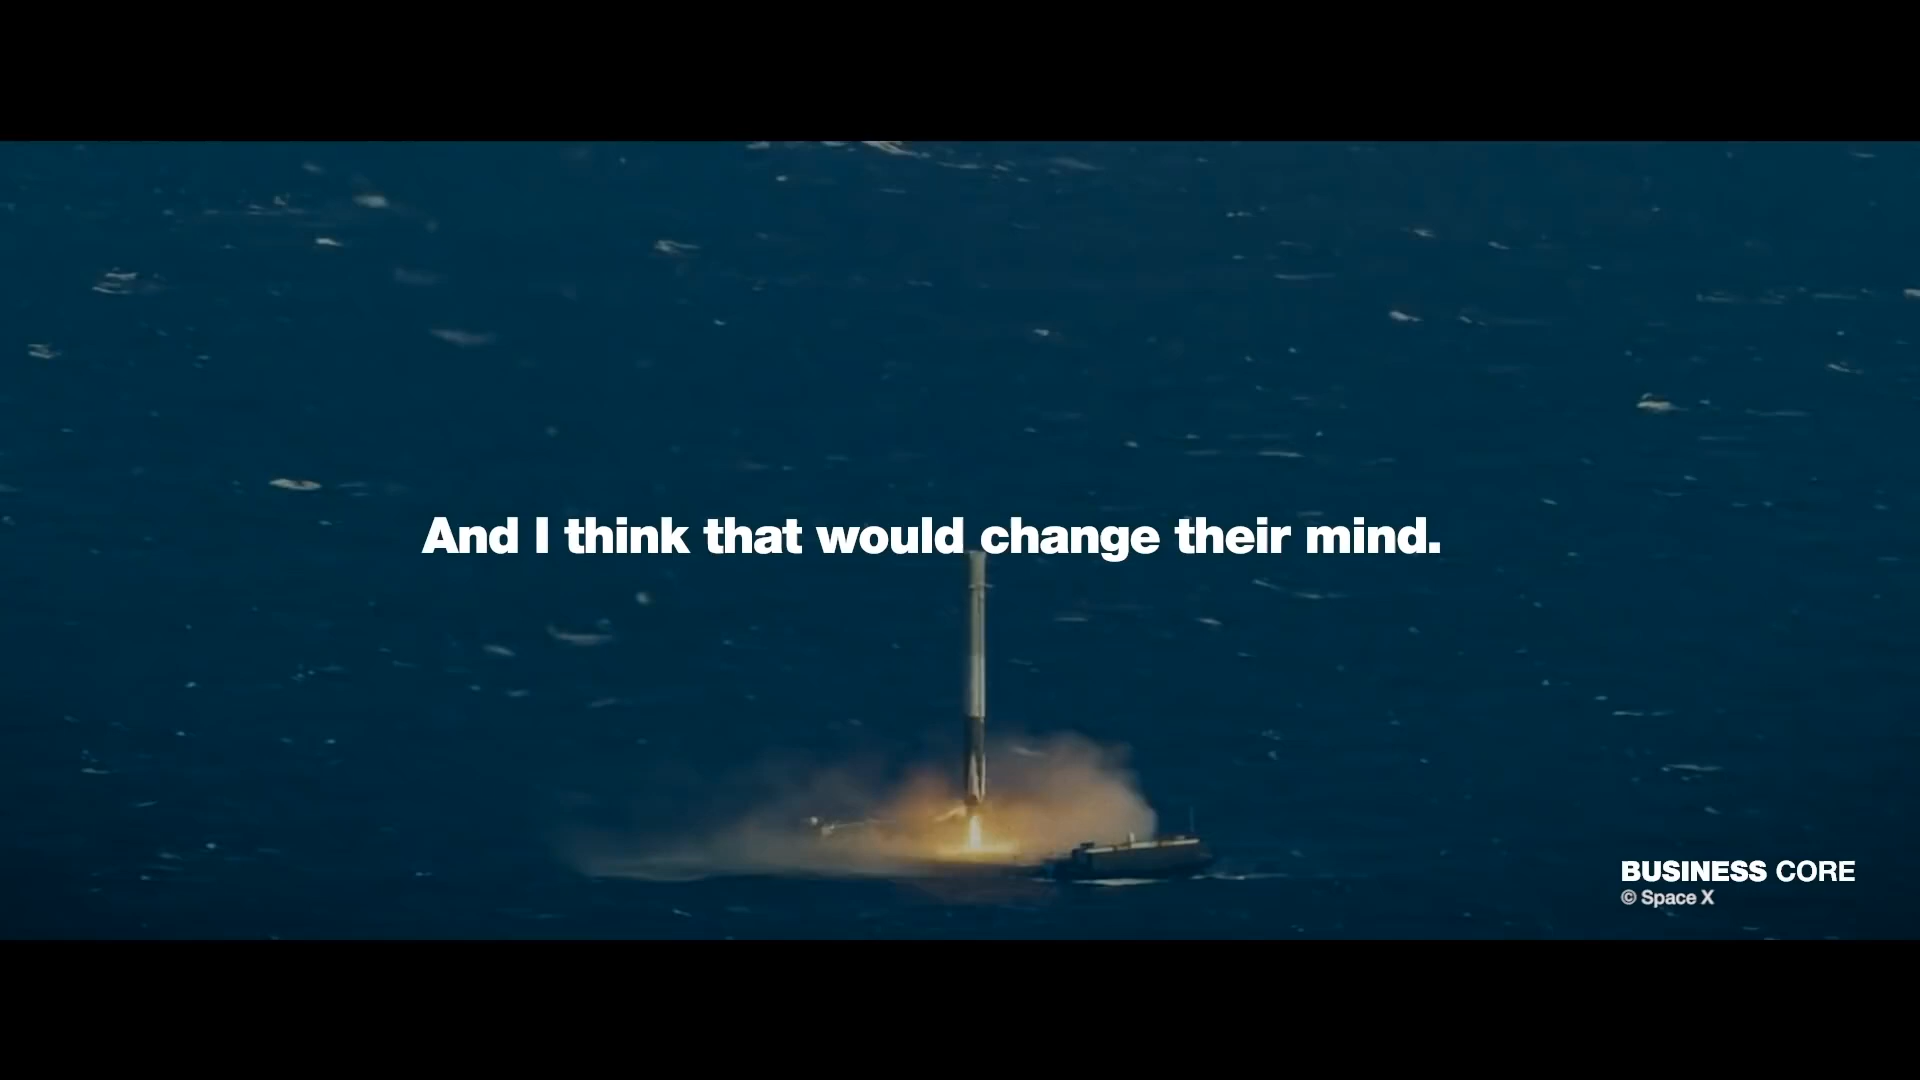 And I think that would change their mind.
BUSINESS CORE
© Space X